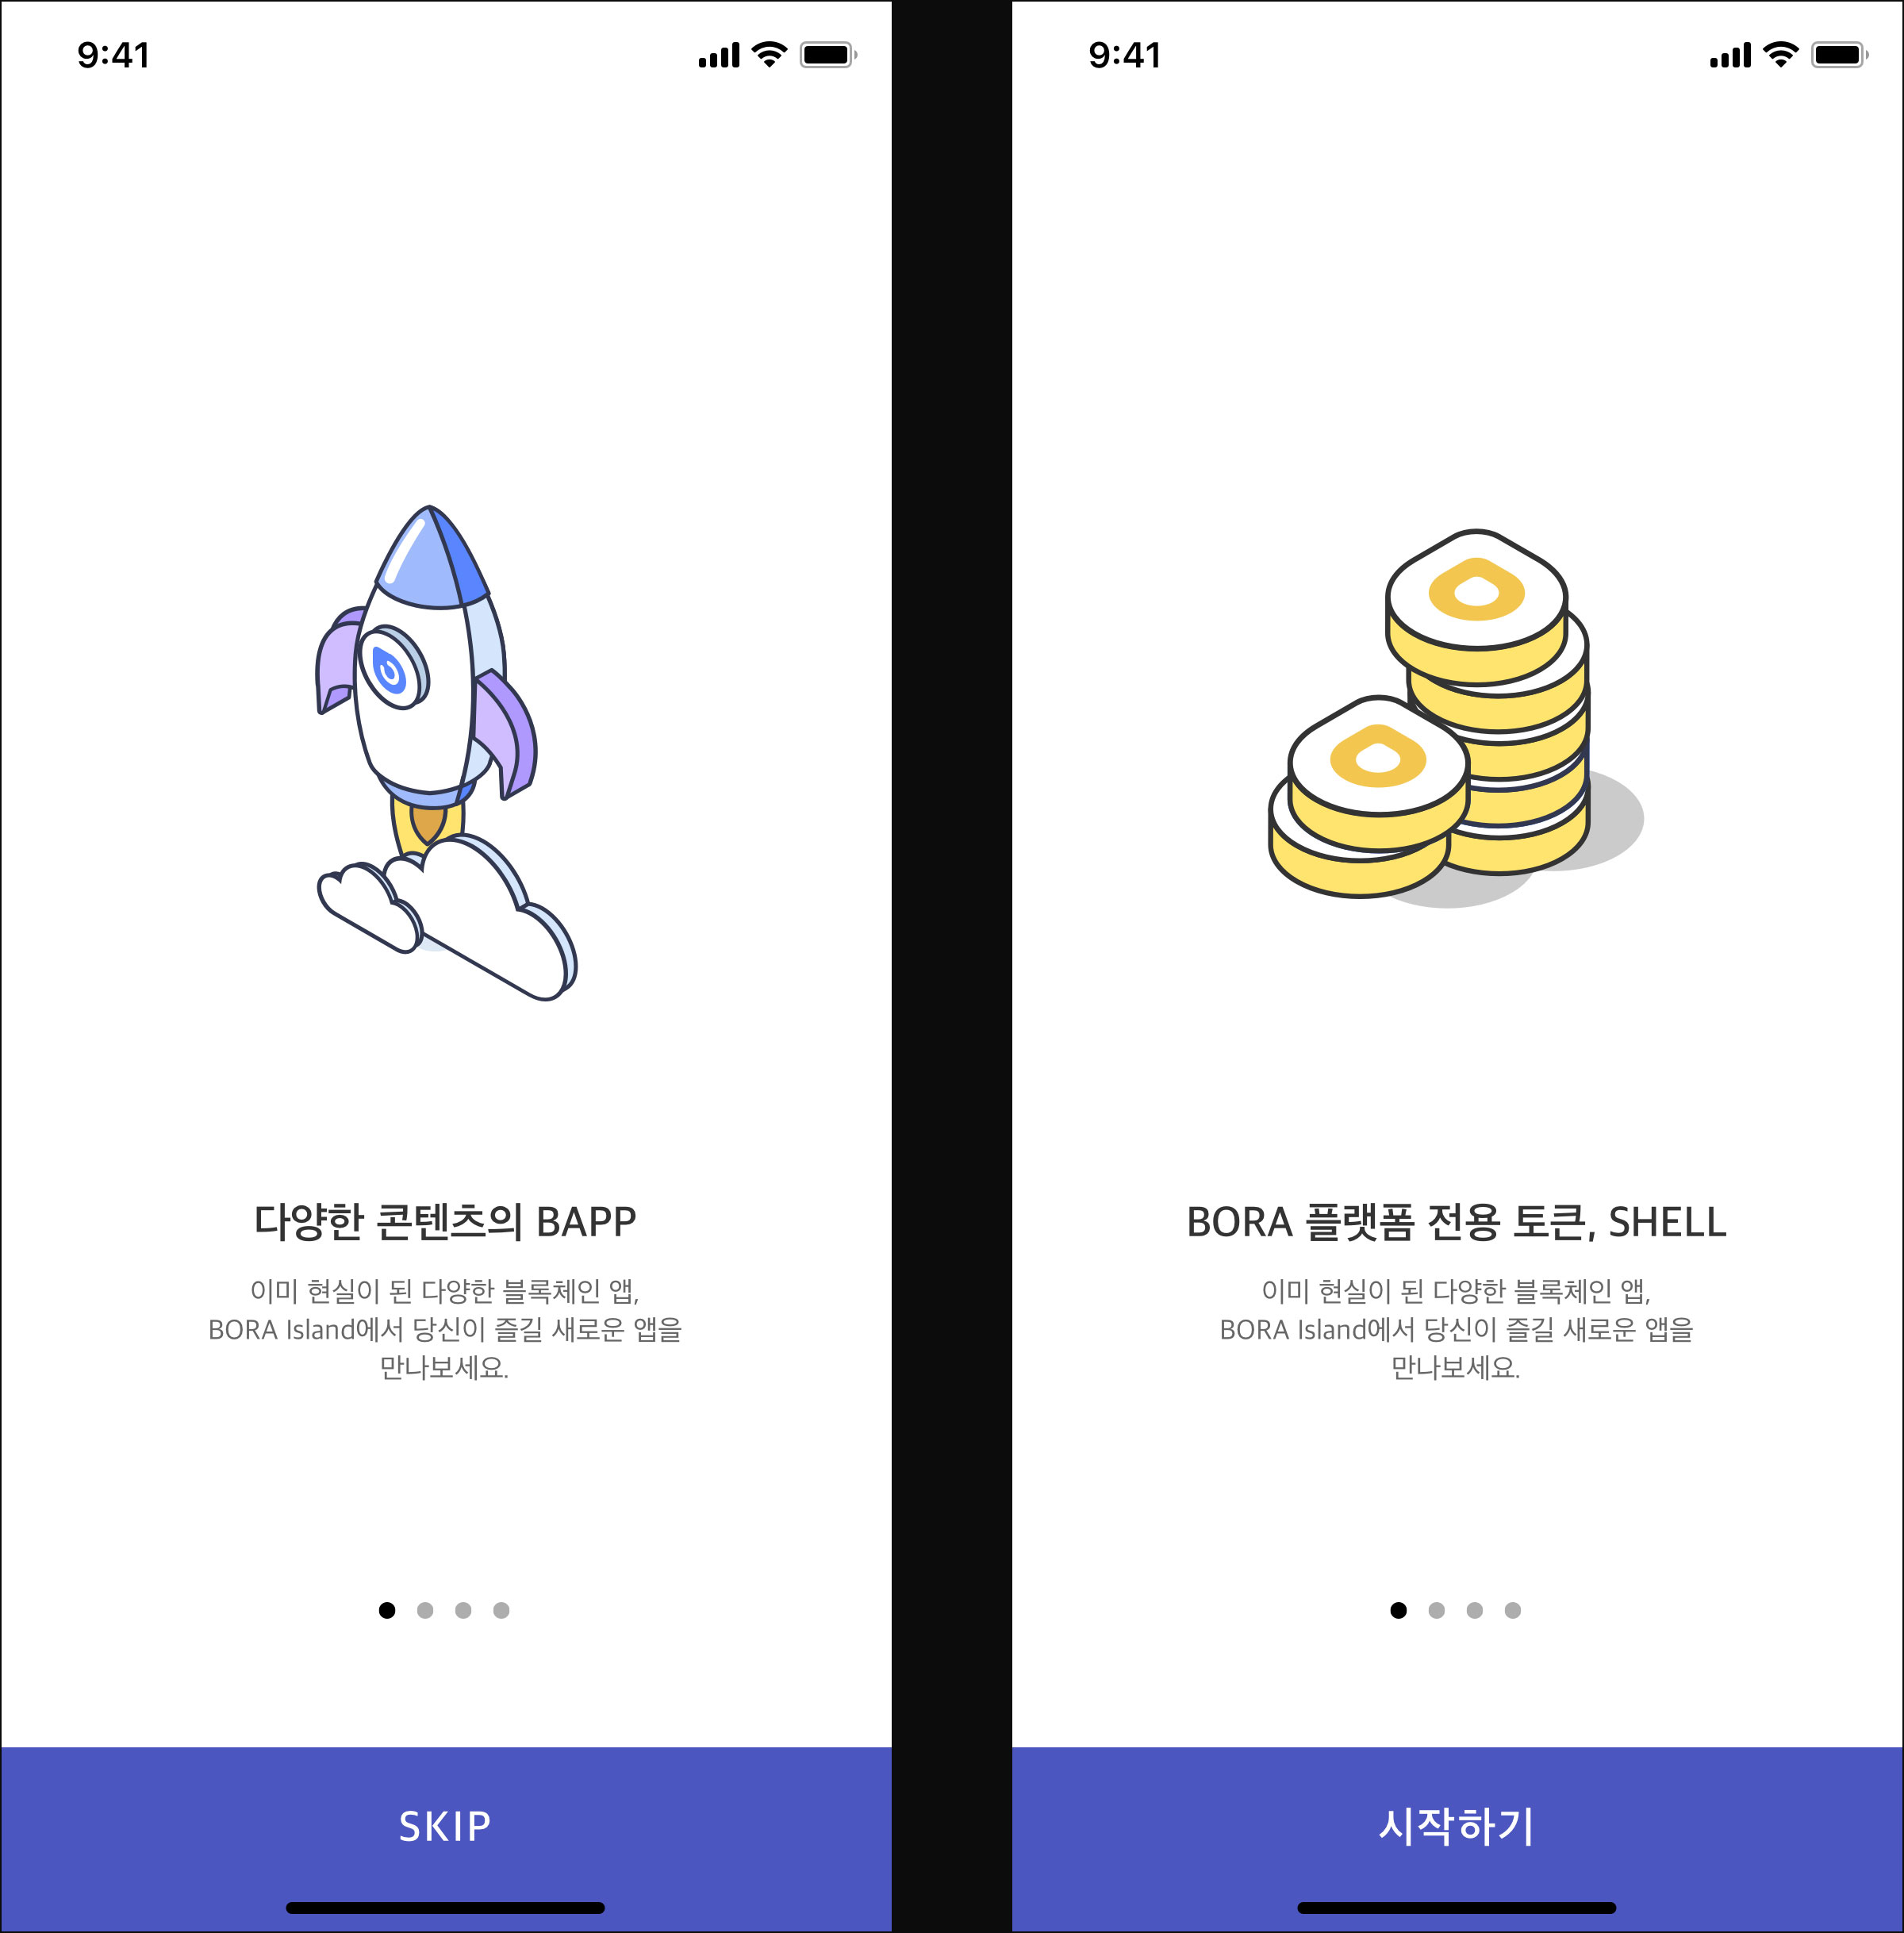 9:41
다양한 콘텐츠의 BAPP
이미 현실이 된 다양한 블록체인 앱,
BORA Island에서 당신이 즐길 새로운 앱을
만나보세요.
SKIP
9:41
BORA 플랫폼 전용 토큰, SHELL
이미 현실이 된 다양한 블록체인 앱,
BORA Island에서 당신이 즐길 새로운 앱을
만나보세요.
시작하기